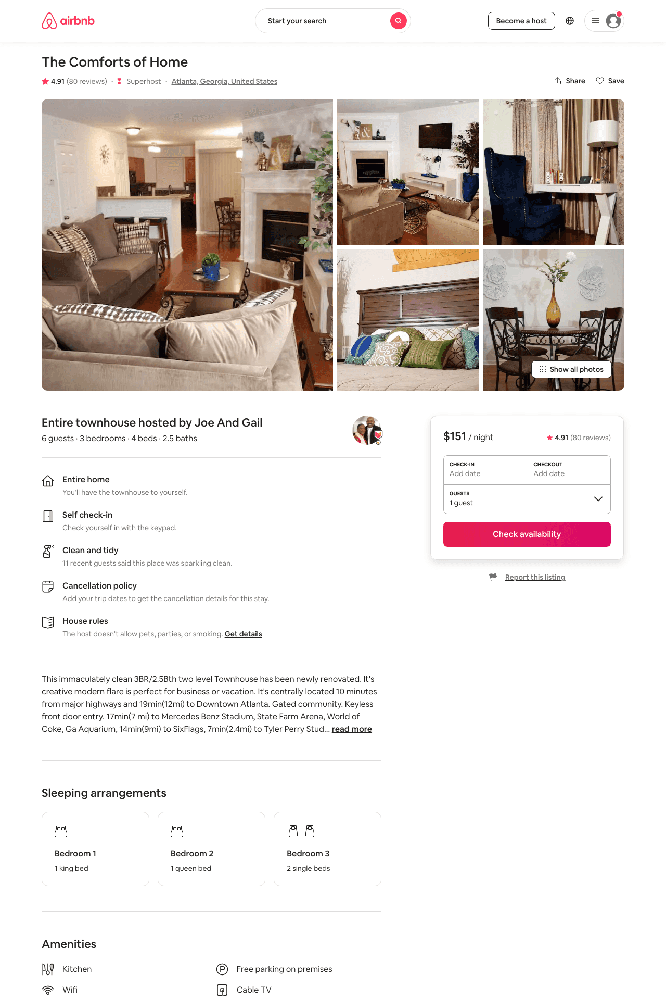 airbnb
Start your search
Become a host
The Comforts of Home
4.91 (80 reviews) · Superhost · Atlanta, Georgia, United States
Share
Save
&
&
Show all photos
Entire townhouse hosted by Joe And Gail
6 guests · 3 bedrooms · 4 beds · 2.5 baths
$151 / night
4.91 (80 reviews)
CHECK-IN
Add date
CHECKOUT
Add date
GUESTS
1 guest
Check availability
Report this listing
Entire home
You'll have the townhouse to yourself.
Self check-in
Check yourself in with the keypad.
Clean and tidy
11 recent guests said this place was sparkling clean.
Cancellation policy
Add your trip dates to get the cancellation details for this stay.
House rules
The host doesn't allow pets, parties, or smoking. Get details
This immaculately clean 3BR/2.5Bth two level Townhouse has been newly renovated. It's
creative modern flare is perfect for business or vacation. It's centrally located 10 minutes
from major highways and 19min(12mi) to Downtown Atlanta. Gated community. Keyless
front door entry. 17min(7 mi) to Mercedes Benz Stadium, State Farm Arena, World of
Coke, Ga Aquarium, 14min(9mi) to SixFlags, 7min(2.4mi) to Tyler Perry Stud... read more
Sleeping arrangements
Bedroom 1
1 king bed
Bedroom 2
1 queen bed
Bedroom 3
2 single beds
Amenities
Kitchen
Free parking on premises
Wifi
Cable TV